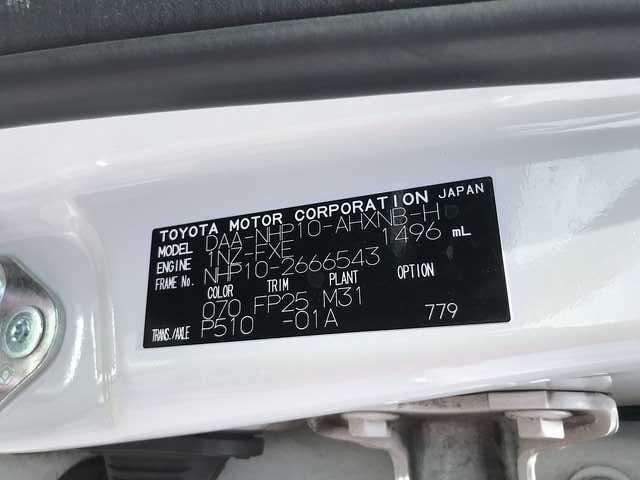 TOYOTA MOTOR CORPORATION JAPAN
MODEL DAA-NHP10-AHXNB-H
ENGINE 1NZ-FXE 1496 mL
FRAME No. NHP10-2666543
COLOR TRIM PLANT OPTION
070 FP25 M31
TRANS./AXLE P510 -01A 779